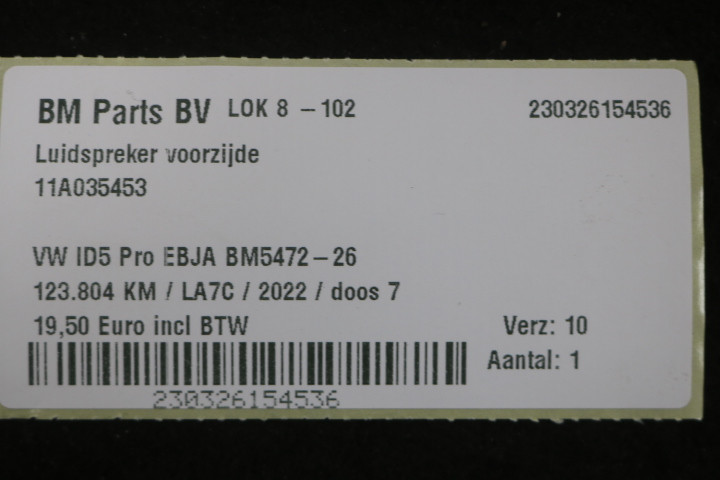 BM Parts BV LOK 8 - 102 230326154536
Luidspreker voorzijde
11A035453
VW ID5 Pro EBJA BM5472-26
123.804 KM / LA7C / 2022 / doos 7
19,50 Euro incl BTW Verz: 10
Aantal: 1
230326154536